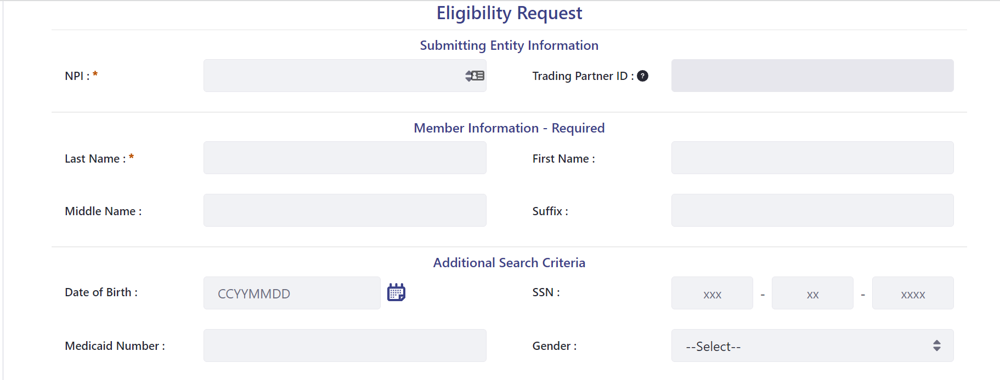 Eligibility Request
Submitting Entity Information
NPI : *
Trading Partner ID : ?
Member Information - Required
Last Name : *
First Name :
Middle Name :
Suffix :
Additional Search Criteria
Date of Birth : CCYYMMDD
SSN : xxx - xx - xxxx
Medicaid Number :
Gender : --Select--